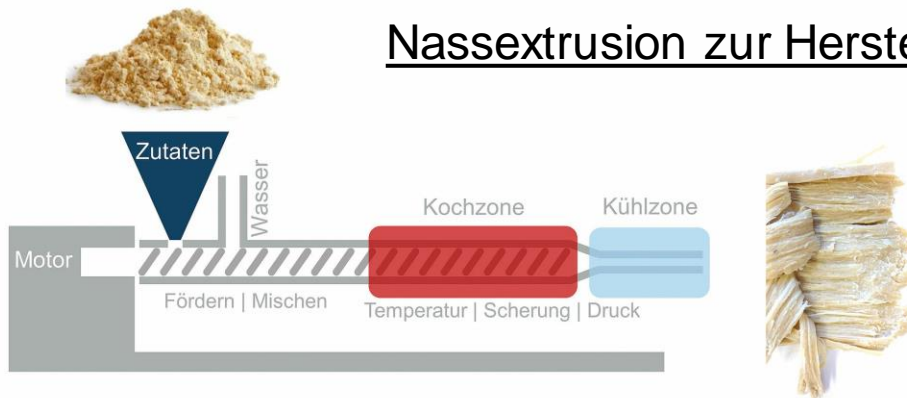 Nassextrusion zur Herste
Zutaten
Wasser
Kochzone
Kühlzone
Motor
Fördern | Mischen
Temperatur | Scherung | Druck